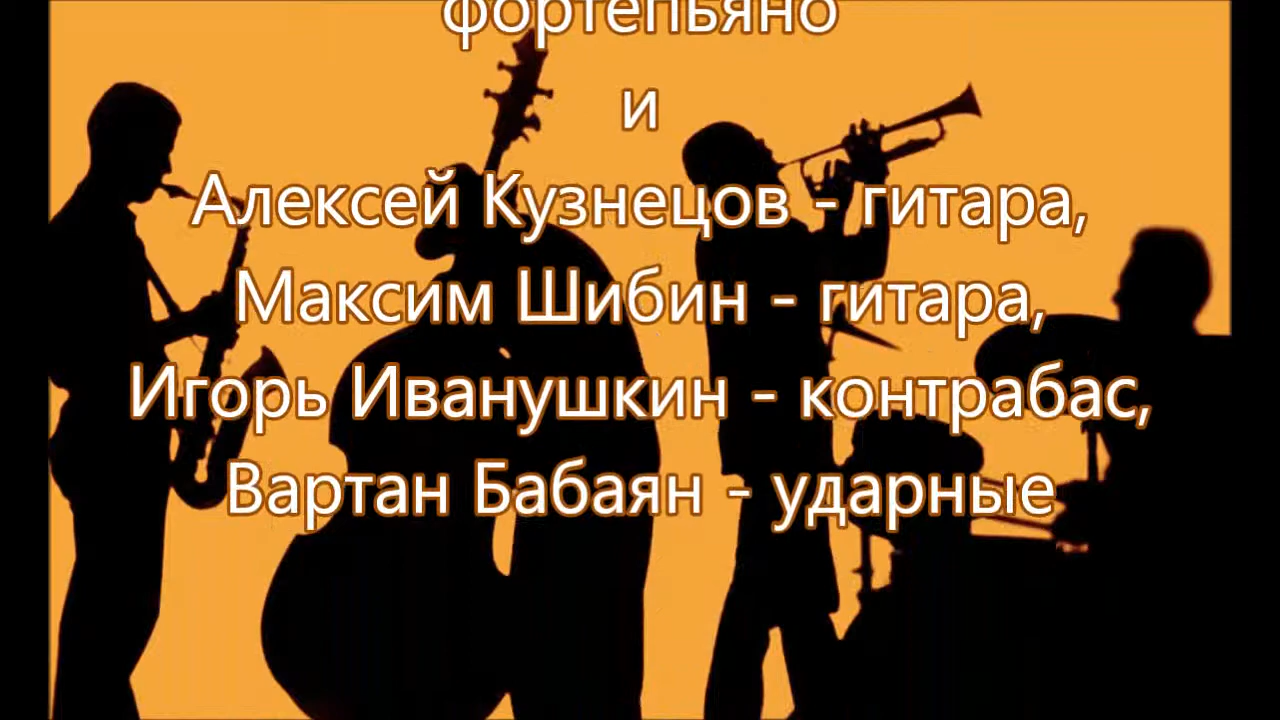 фортепьяно
и
Алексей Кузнецов - гитара,
Максим Шибин - гитара,
Игорь Иванушкин - контрабас,
Вартан Бабаян - ударные